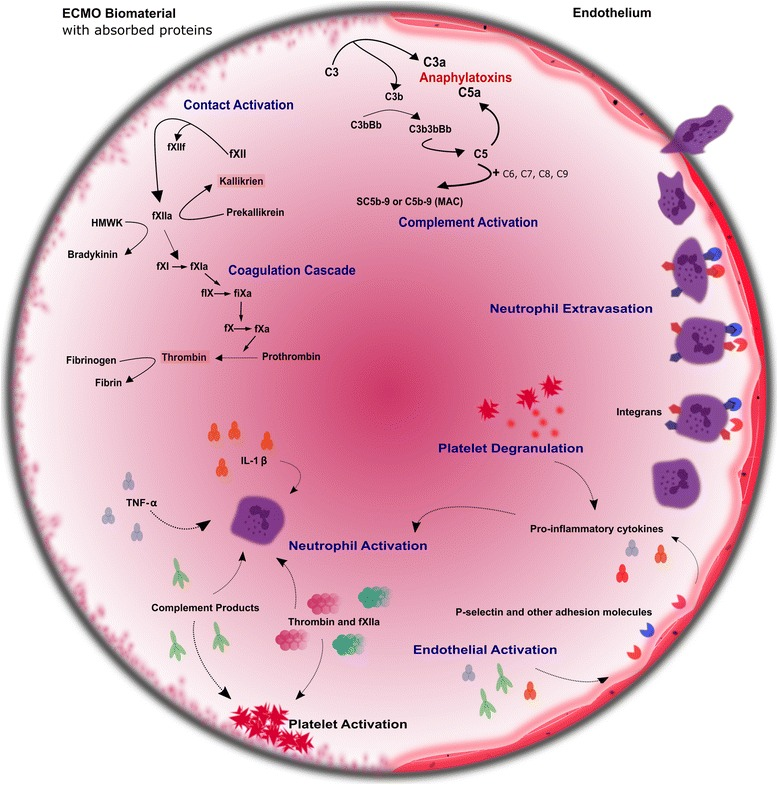 ECMO Biomaterial
with absorbed proteins
Endothelium
C3
C3a
Anaphylatoxins
C5a
C3b
C3bBb
C3b3bBb
C5
+ C6, C7, C8, C9
SC5b-9 or C5b-9 (MAC)
Complement Activation
Contact Activation
fXIIf
fXII
Kallikrien
Prekallikrein
fXIIa
HMWK
Bradykinin
fXI
fXIa
Coagulation Cascade
fIX
fiXa
fX
fXa
Fibrinogen
Thrombin
Prothrombin
Fibrin
Neutrophil Extravasation
Integrans
Platelet Degranulation
IL-1 β
TNF-α
Neutrophil Activation
Pro-inflammatory cytokines
Complement Products
Thrombin and fXIIa
P-selectin and other adhesion molecules
Endothelial Activation
Platelet Activation